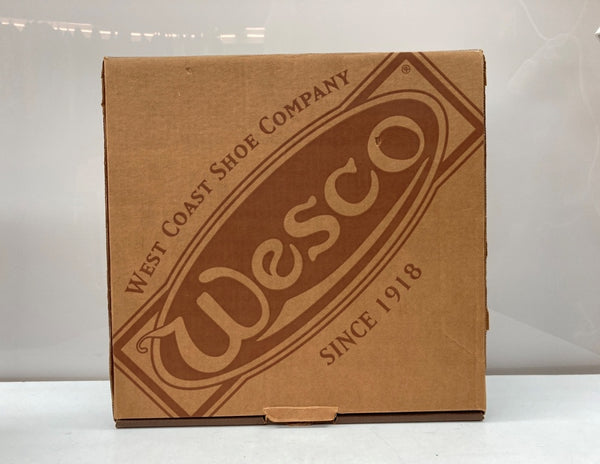 West Coast Shoe Company
Wesco
®
Since 1918